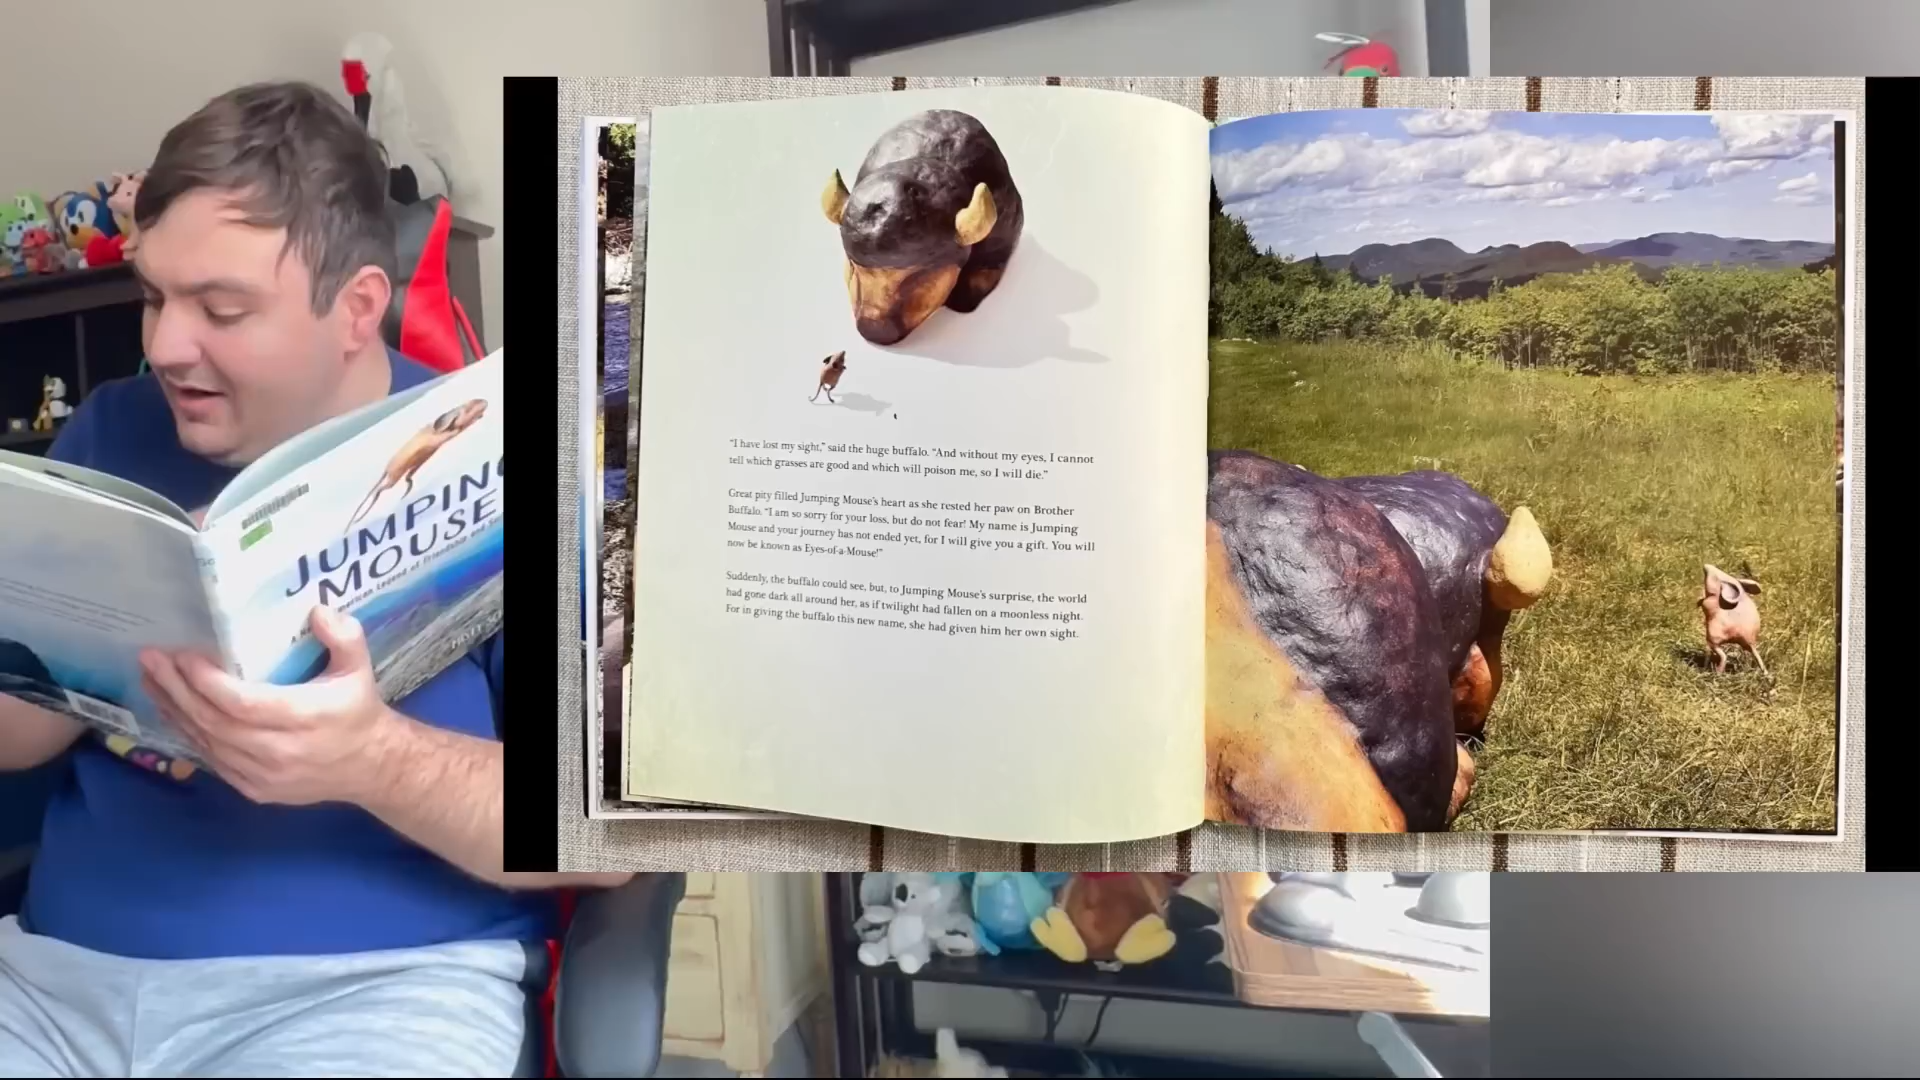 JUMPING
MOUSE
"I have lost my sight," said the huge buffalo. "And without my eyes, I cannot
tell which grasses are good and which will poison me, so I will die."
Great pity filled Jumping Mouse's heart as she rested her paw on Brother
Buffalo. "I am so sorry for your loss, but do not fear! My name is Jumping
Mouse and your journey has not ended yet, for I will give you a gift. You will
now be known as Eyes-of-a-Mouse!"
Suddenly, the buffalo could see, but, to Jumping Mouse's surprise, the world
had gone dark all around her, as if twilight had fallen on a moonless night.
For in giving the buffalo this new name, she had given him her own sight.